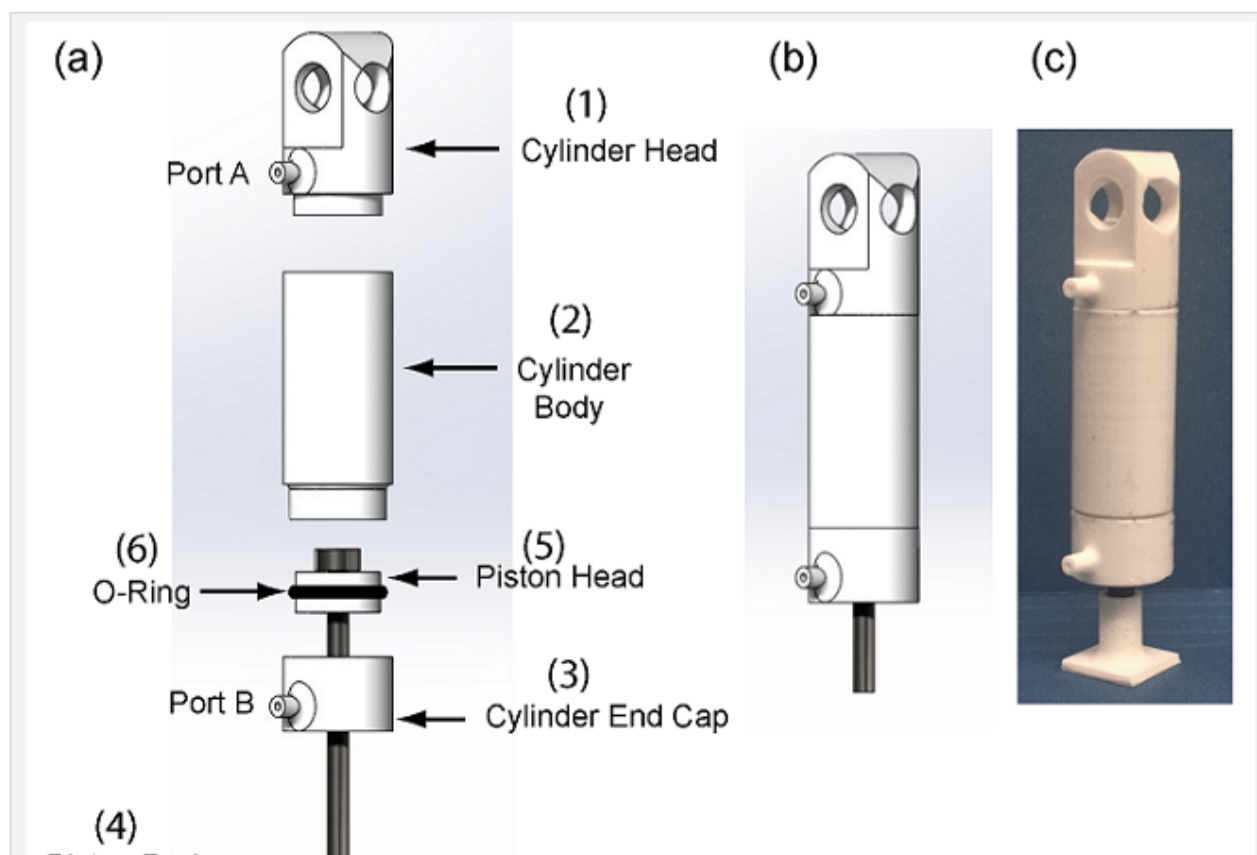 (a)
(b)
(c)
(1)
Cylinder Head
Port A
(2)
Cylinder
Body
(6)
O-Ring
(5)
Piston Head
(3)
Port B
Cylinder End Cap
(4)